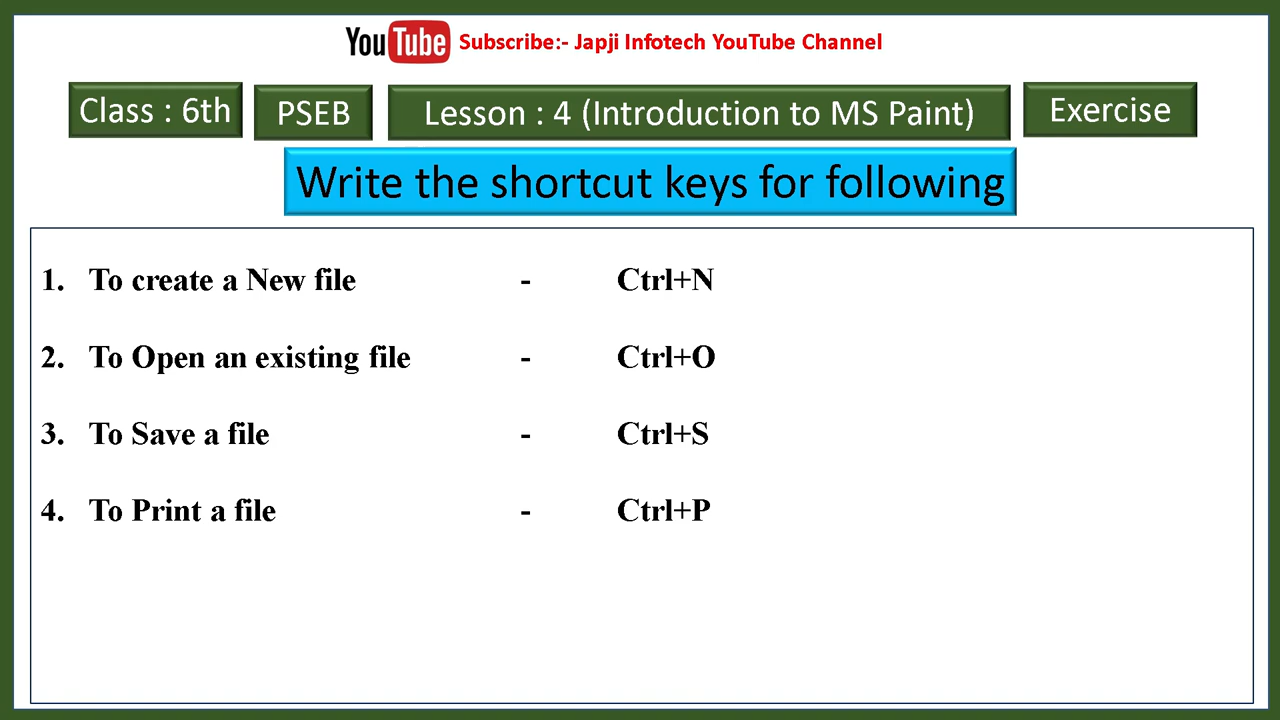 YouTube Subscribe:- Japji Infotech YouTube Channel
Class : 6th PSEB Lesson : 4 (Introduction to MS Paint) Exercise
Write the shortcut keys for following
1. To create a New file - Ctrl+N
2. To Open an existing file - Ctrl+O
3. To Save a file - Ctrl+S
4. To Print a file - Ctrl+P